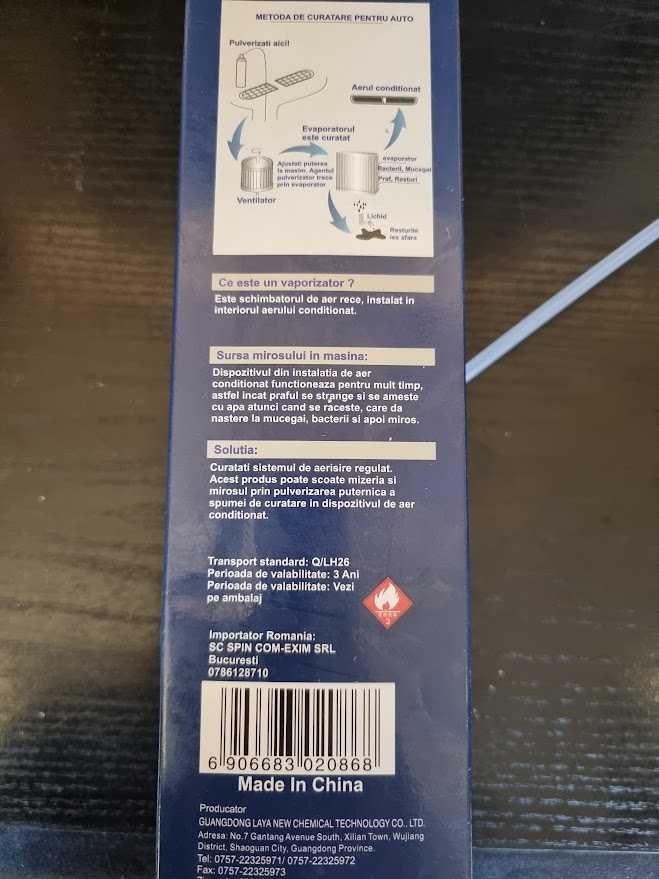 METODA DE CURATARE PENTRU AUTO
Pulverizati aici!
Aerul conditionat
Evaporatorul
este curatat
Ajustati puterea
la maxim. Agentul
pulverizator trece
prin evaporator
evaporator
Bacterii, Mucegai
Praf, Resturi
Ventilator
Lichid
Resturile
ies afara
Ce este un vaporizator ?
Este schimbatorul de aer rece, instalat in
interiorul aerului conditionat.
Sursa mirosului in masina:
Dispozitivul din instalatia de aer
conditionat functioneaza pentru mult timp,
astfel incat praful se strange si se ameste
cu apa atunci cand se raceste, care da
nastere la mucegai, bacterii si apoi miros.
Solutia:
Curatati sistemul de aerisire regulat.
Acest produs poate scoate mizeria si
mirosul prin pulverizarea puternica a
spumei de curatare in dispozitivul de aer
conditionat.
Transport standard: Q/LH26
Perioada de valabilitate: 3 Ani
Perioada de valabilitate: Vezi
pe ambalaj
Importator Romania:
SC SPIN COM-EXIM SRL
Bucuresti
0786128710
6 906683 020868
Made In China
Producator
GUANGDONG LAYA NEW CHEMICAL TECHNOLOGY CO., LTD.
Adresa: No.7 Gantang Avenue South, Xilian Town, Wujiang
District, Shaoguan City, Guangdong Province.
Tel: 0757-22325971/ 0757-22325972
Fax: 0757-22325973